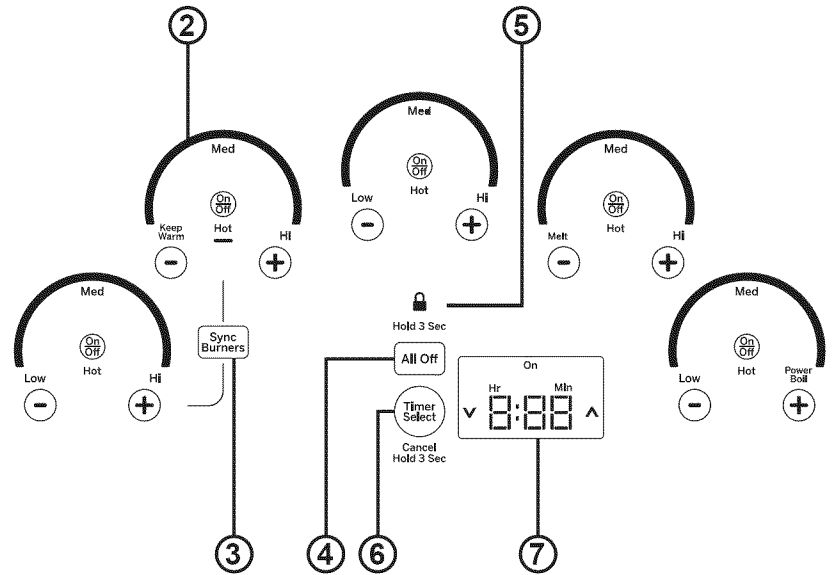 2
5
Med
On
Off
Hot
Low
Hi
Med
On
Off
Hot
Keep
Warm
Hi
Med
On
Off
Hot
Melt
Hi
Med
On
Off
Hot
Low
Hi
Sync
Burners
Hold 3 Sec
All Off
Timer
Select
Cancel
Hold 3 Sec
On
Hr Min
8:88
Med
On
Off
Hot
Low
Power
Boil
3
4
6
7